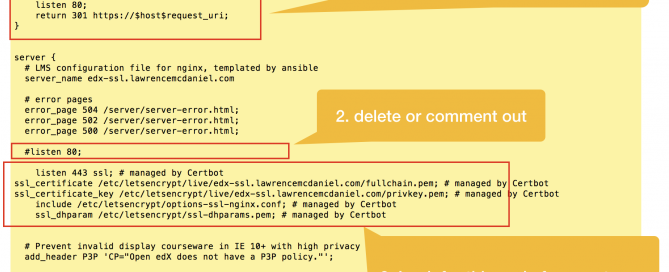 listen 80;
return 301 https://$host$request_uri;
}
server {
# LMS configuration file for nginx, templated by ansible
server_name edx-ssl.lawrencemcdaniel.com
# error pages
error_page 504 /server/server-error.html;
error_page 502 /server/server-error.html;
error_page 500 /server/server-error.html;
2. delete or comment out
#listen 80;
listen 443 ssl; # managed by Certbot
ssl_certificate /etc/letsencrypt/live/edx-ssl.lawrencemcdaniel.com/fullchain.pem; # managed by Certbot
ssl_certificate_key /etc/letsencrypt/live/edx-ssl.lawrencemcdaniel.com/privkey.pem; # managed by Certbot
include /etc/letsencrypt/options-ssl-nginx.conf; # managed by Certbot
ssl_dhparam /etc/letsencrypt/ssl-dhparams.pem; # managed by Certbot
# Prevent invalid display courseware in IE 10+ with high privacy
add_header P3P 'CP="Open edX does not have a P3P policy."';